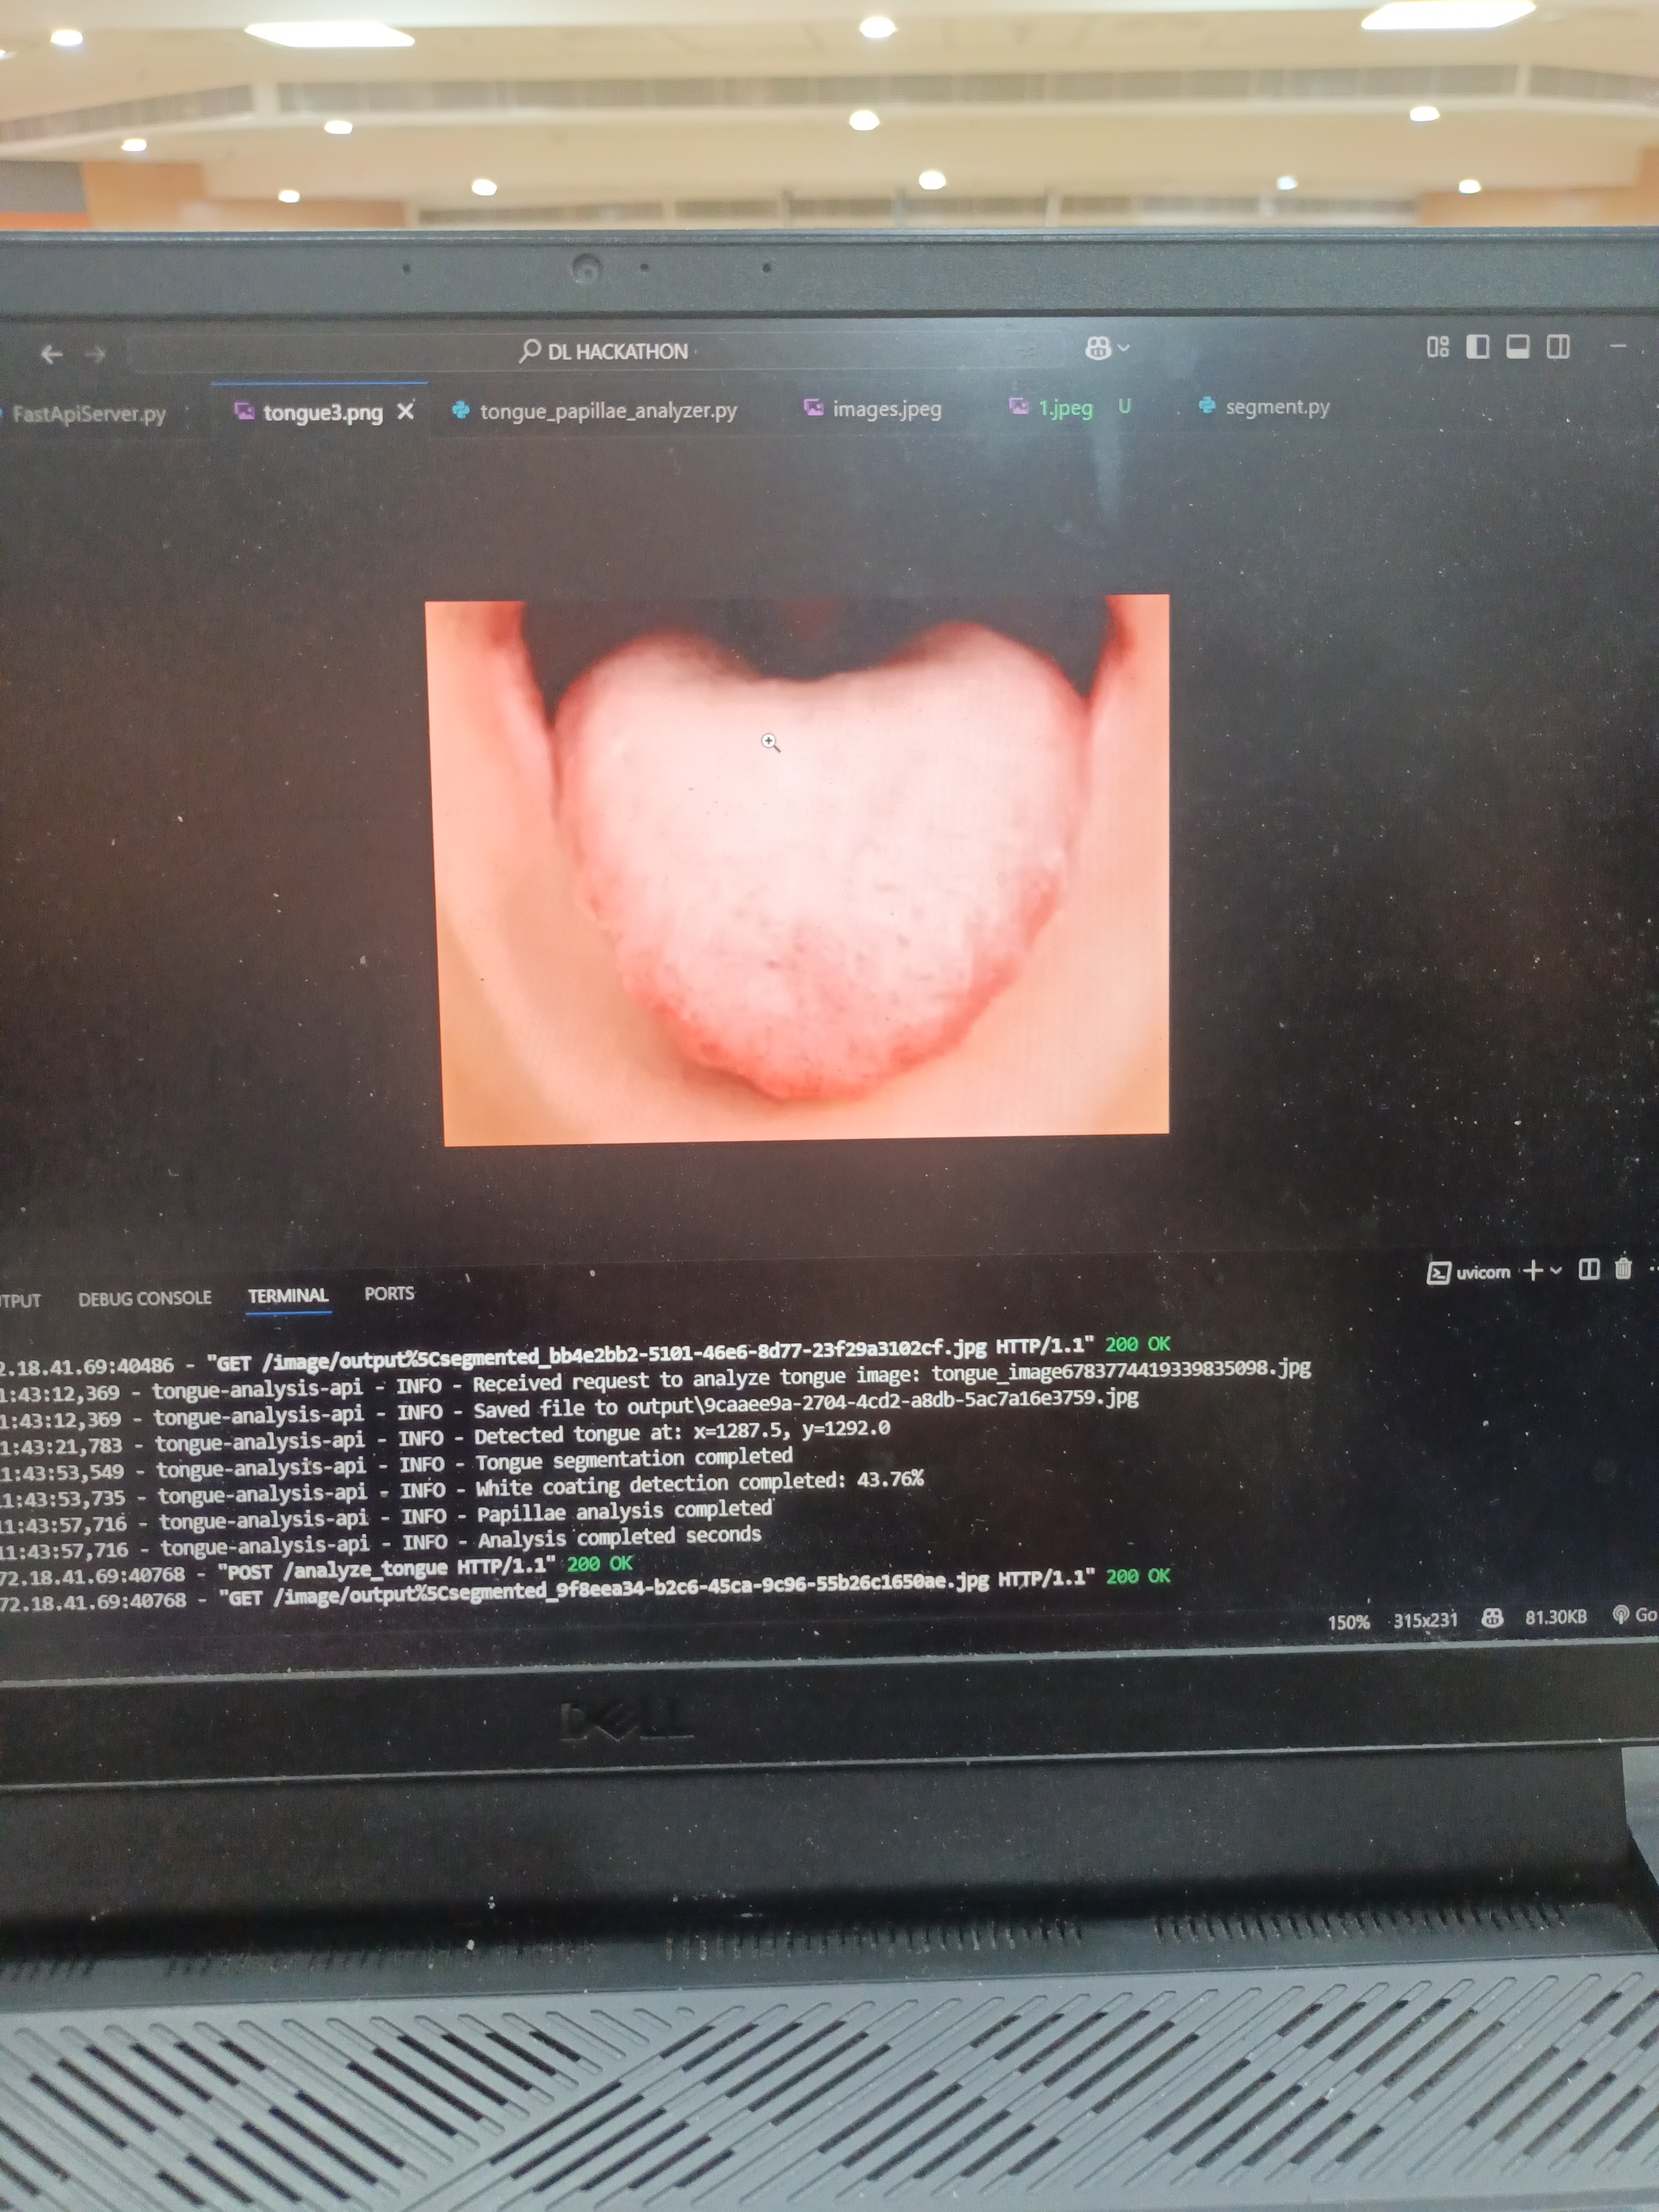 DL HACKATHON
FastApiServer.py
tongue3.png
tongue_papillae_analyzer.py
images.jpeg
1.jpeg U
segment.py
TPUT DEBUG CONSOLE TERMINAL PORTS
uvicorn
2.18.41.69:40486 - "GET /image/output%5Csegmented_bb4e2bb2-5101-46e6-8d77-23f29a3102cf.jpg HTTP/1.1" 200 OK
1:43:12,369 - tongue-analysis-api - INFO - Received request to analyze tongue image: tongue_image6783774419339835098.jpg
1:43:12,369 - tongue-analysis-api - INFO - Saved file to output\9caaee9a-2704-4cd2-a8db-5ac7a16e3759.jpg
1:43:21,783 - tongue-analysis-api - INFO - Detected tongue at: x=1287.5, y=1292.0
1:43:53,549 - tongue-analysis-api - INFO - Tongue segmentation completed
11:43:53,735 - tongue-analysis-api - INFO - White coating detection completed: 43.76%
11:43:57,716 - tongue-analysis-api - INFO - Papillae analysis completed
11:43:57,716 - tongue-analysis-api - INFO - Analysis completed seconds
72.18.41.69:40768 - "POST /analyze_tongue HTTP/1.1" 200 OK
72.18.41.69:40768 - "GET /image/output%5Csegmented_9f8eea34-b2c6-45ca-9c96-55b26c1650ae.jpg HTTP/1.1" 200 OK
150% 315x231 81.30KB Go
DELL